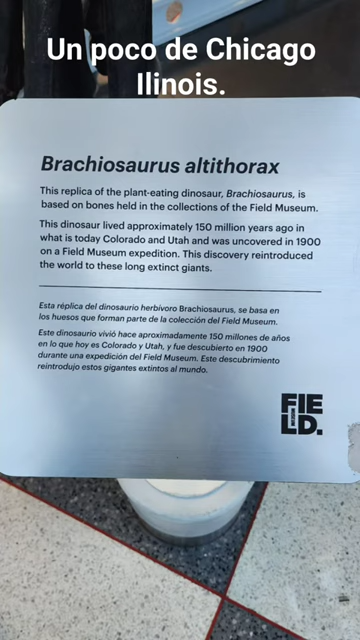 Un poco de Chicago
Ilinois.
Brachiosaurus altithorax
This replica of the plant-eating dinosaur, Brachiosaurus, is
based on bones held in the collections of the Field Museum.
This dinosaur lived approximately 150 million years ago in
what is today Colorado and Utah and was uncovered in 1900
on a Field Museum expedition. This discovery reintroduced
the world to these long extinct giants.
Esta réplica del dinosaurio herbívoro Brachiosaurus, se basa en
los huesos que forman parte de la colección del Field Museum.
Este dinosaurio vivió hace aproximadamente 150 millones de años
en lo que hoy es Colorado y Utah, y fue descubierto en 1900
durante una expedición del Field Museum. Este descubrimiento
reintrodujo estos gigantes extintos al mundo.
FIE
LD.